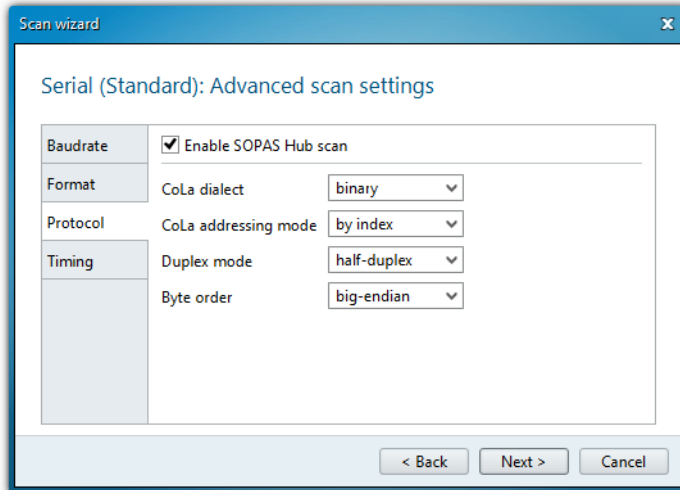 Scan wizard
Serial (Standard): Advanced scan settings
Baudrate
Format
Protocol
Timing
Enable SOPAS Hub scan
CoLa dialect binary
CoLa addressing mode by index
Duplex mode half-duplex
Byte order big-endian
< Back Next > Cancel